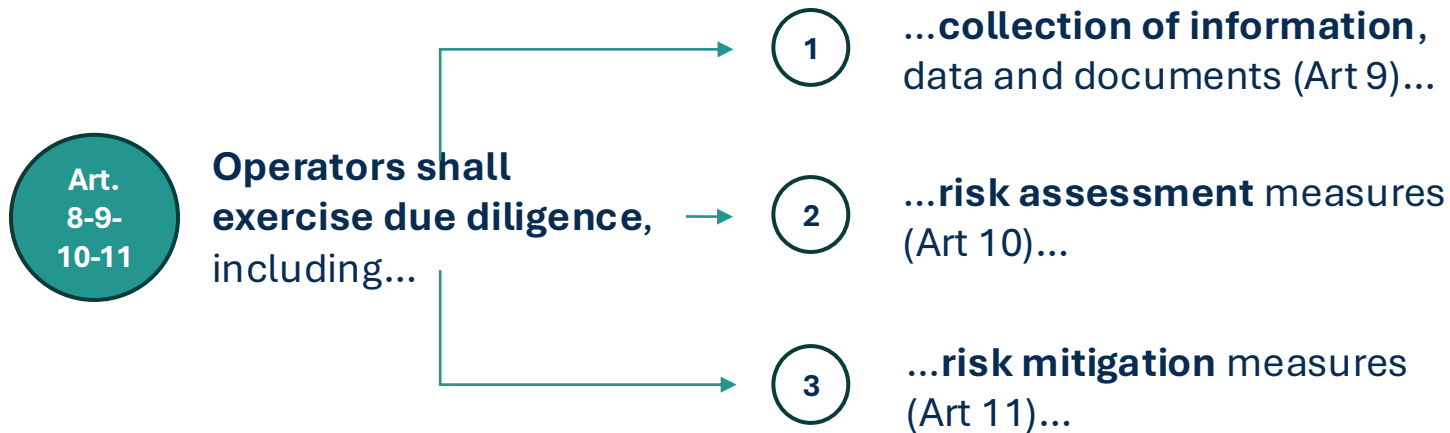 Art.
8-9-
10-11
Operators shall
exercise due diligence,
including...
1
...collection of information,
data and documents (Art 9)...
2
...risk assessment measures
(Art 10)...
3
...risk mitigation measures
(Art 11)...